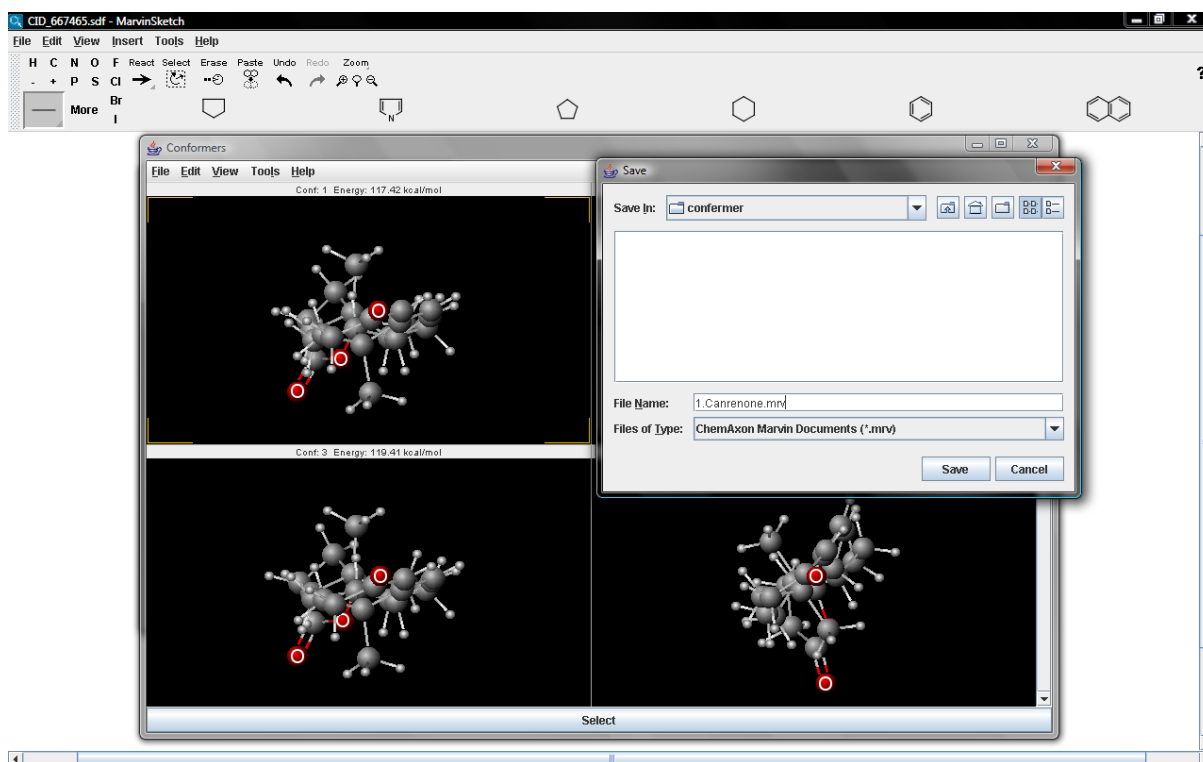 CID_667465.sdf - MarvinSketch
File Edit View Insert Tools Help
H C N O F React Select Erase Paste Undo Redo Zoom
- + P S Cl
More Br
I
N
?
Conformers
File Edit View Tools Help
Conf: 1 Energy: 117.42 kcal/mol
O
O
O
Conf: 3 Energy: 119.41 kcal/mol
O
O
O
O
O
Select
Save
Save In: confermer
File Name: 1.Canrenone.mrv
Files of Type: ChemAxon Marvin Documents (*.mrv)
Save Cancel